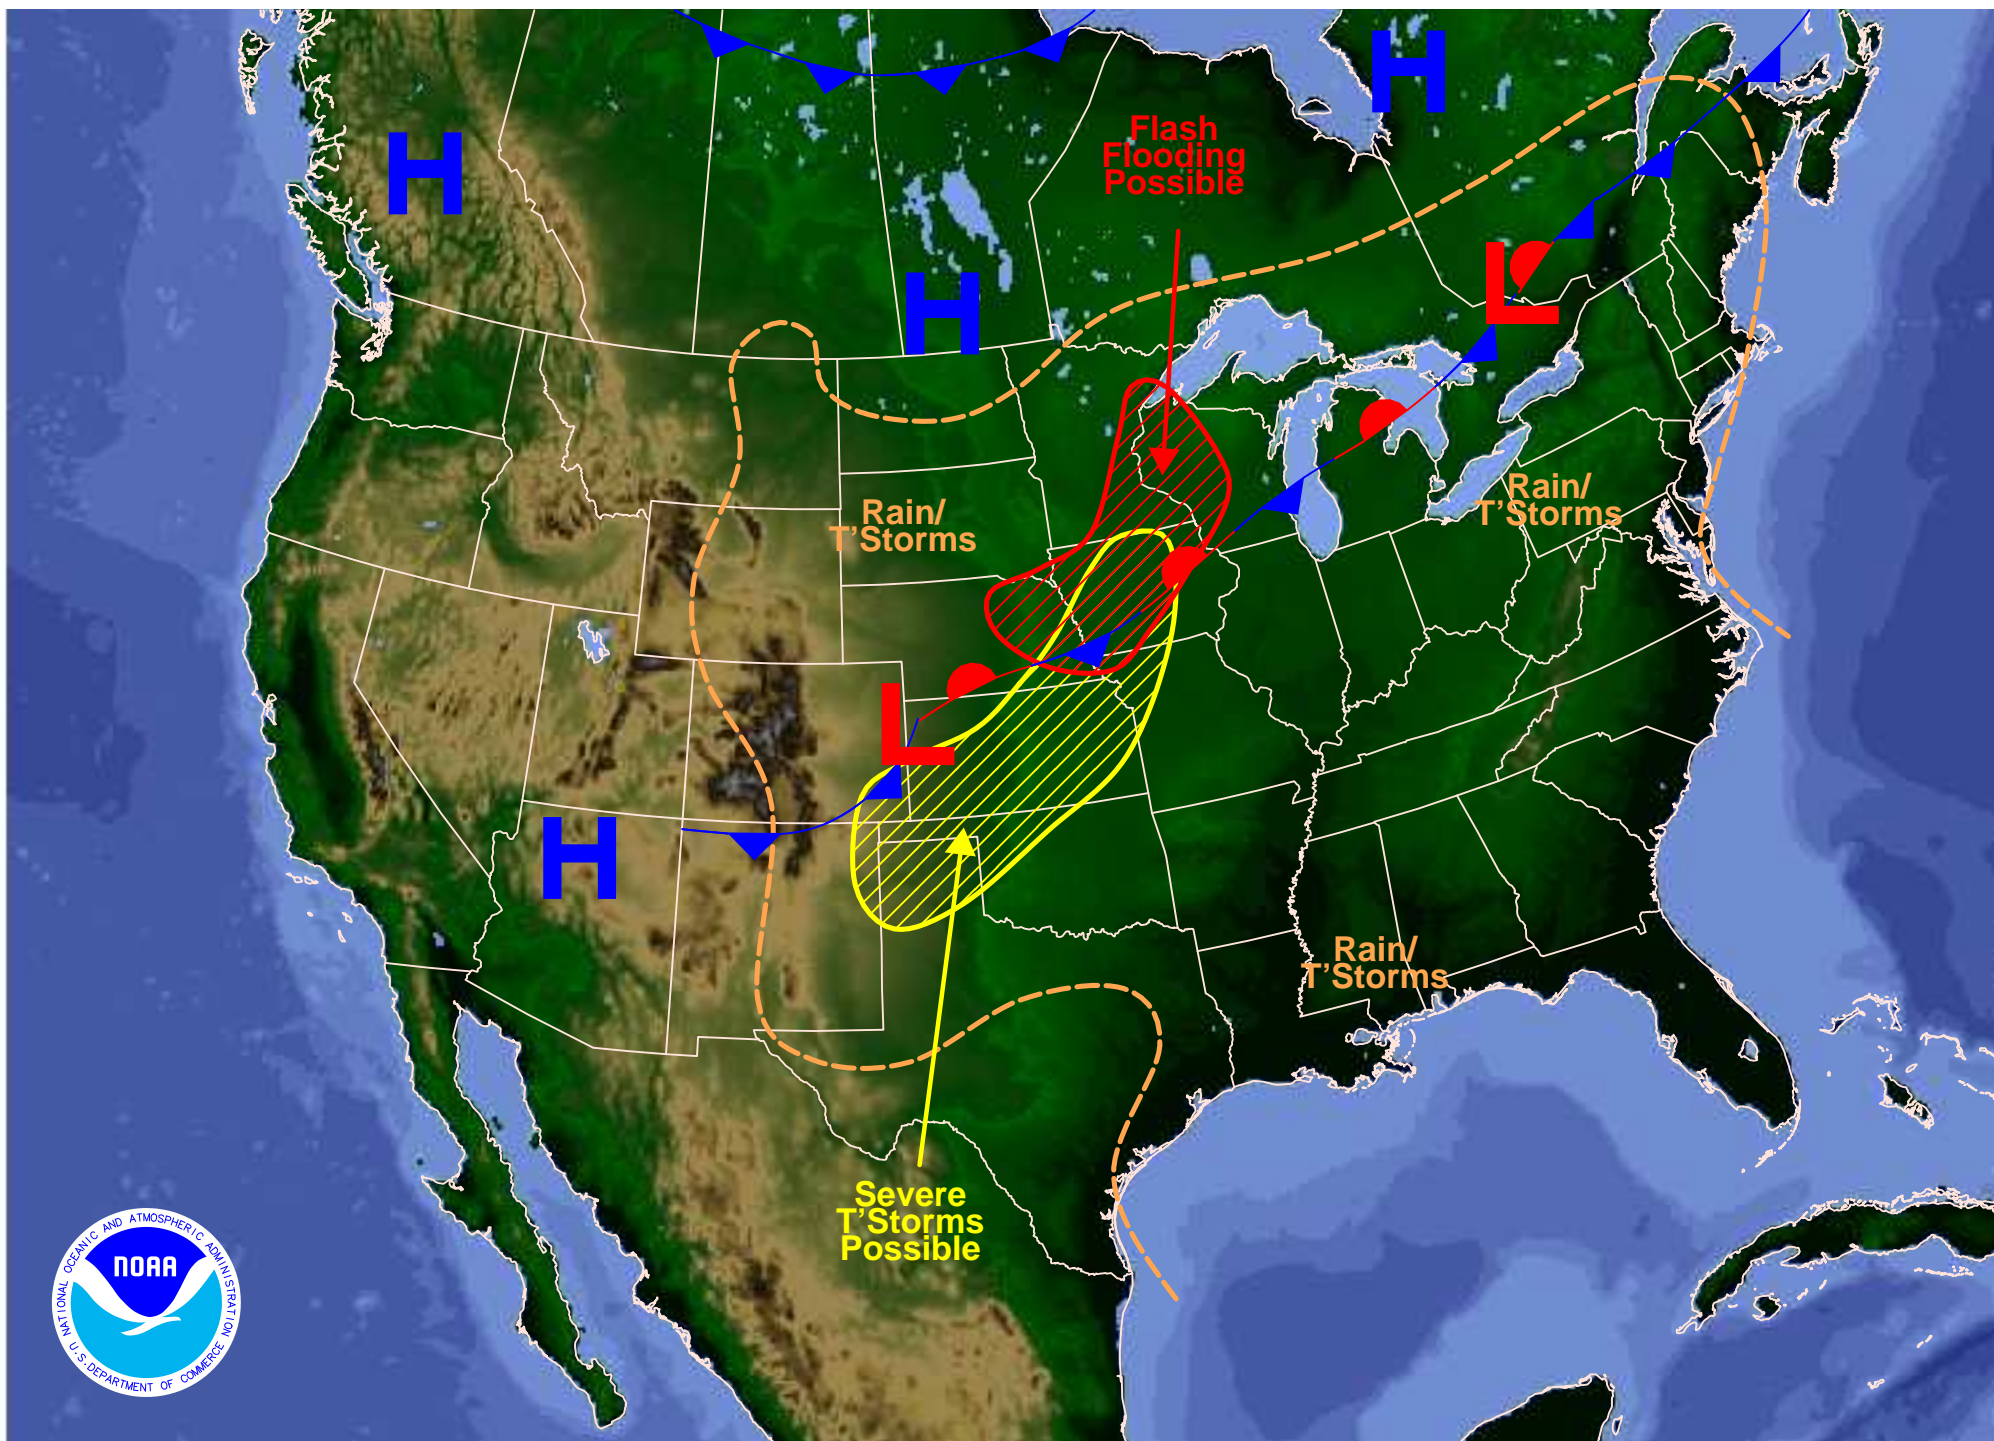 H
Flash
Flooding
Possible
H
H
L
Rain/
T'Storms
Rain/
T'Storms
L
H
Rain/
T'Storms
Severe
T'Storms
Possible
NATIONAL OCEANIC AND ATMOSPHERIC ADMINISTRATION
NOAA
U.S. DEPARTMENT OF COMMERCE